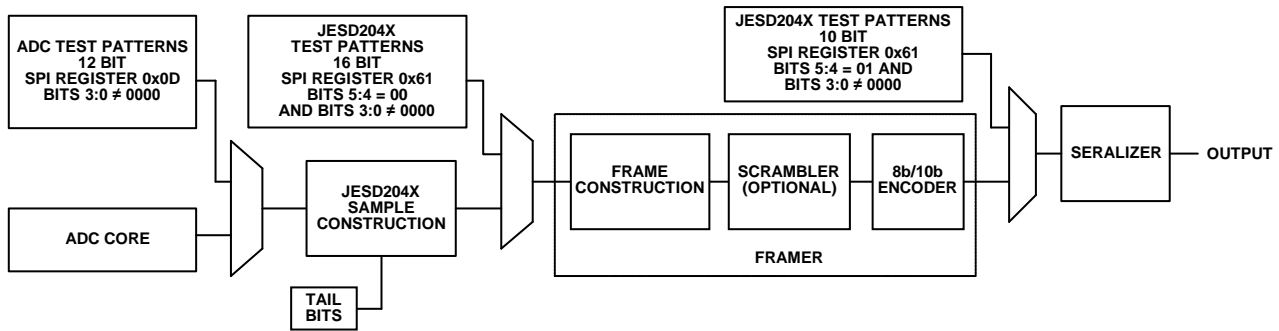 ADC TEST PATTERNS
12 BIT
SPI REGISTER 0x0D
BITS 3:0 ≠ 0000
JESD204X
TEST PATTERNS
16 BIT
SPI REGISTER 0x61
BITS 5:4 = 00
AND BITS 3:0 ≠ 0000
JESD204X TEST PATTERNS
10 BIT
SPI REGISTER 0x61
BITS 5:4 = 01 AND
BITS 3:0 ≠ 0000
ADC CORE
JESD204X
SAMPLE
CONSTRUCTION
TAIL
BITS
FRAME
CONSTRUCTION
SCRAMBLER
(OPTIONAL)
8b/10b
ENCODER
FRAMER
SERALIZER
OUTPUT